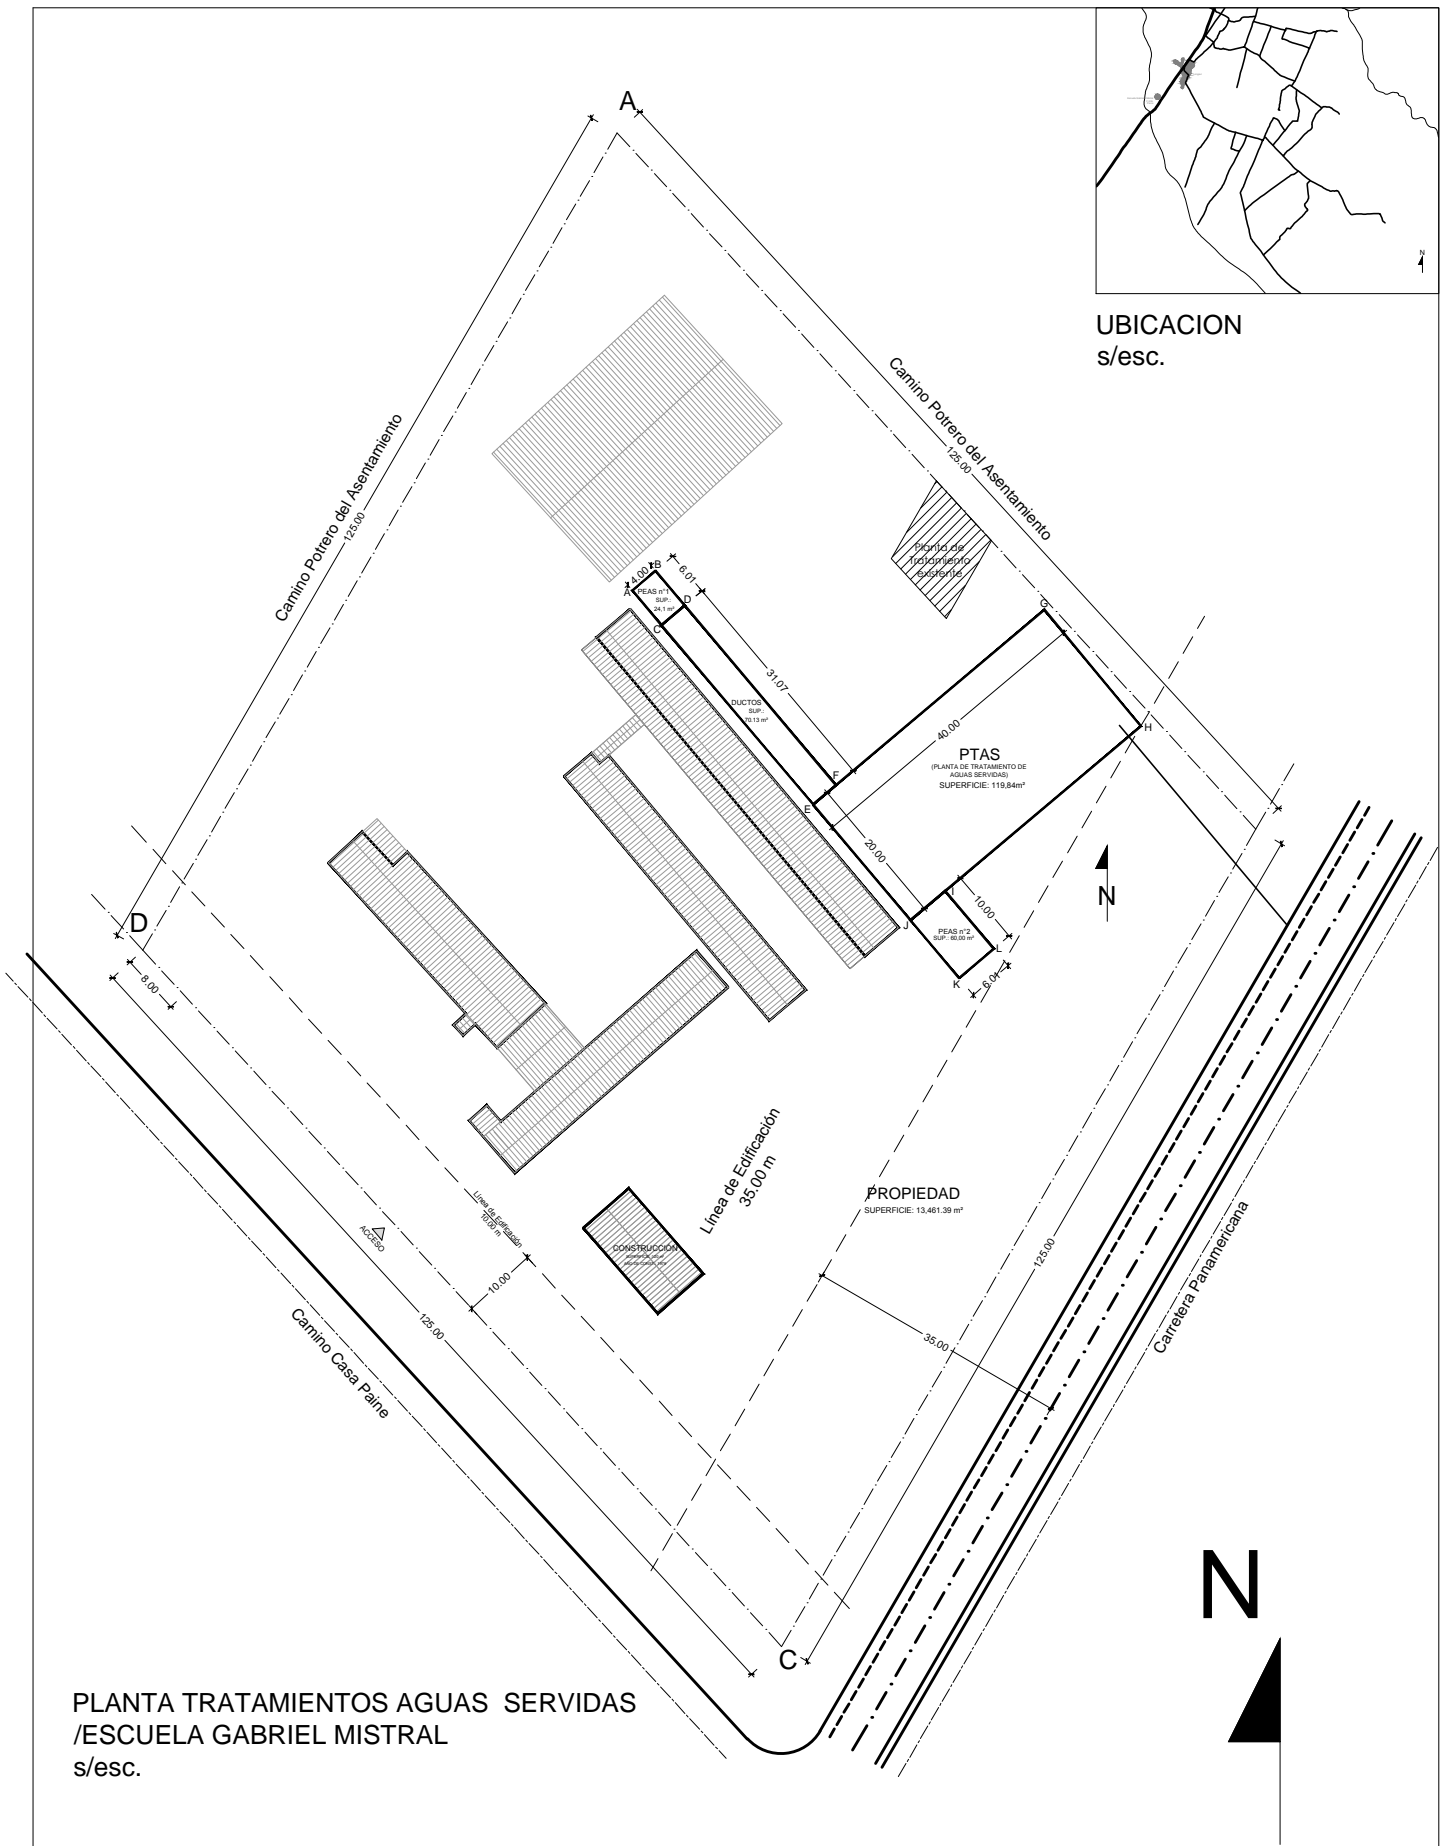 A
UBICACION
s/esc.
N
Camino Potrero del Asentamiento
125.00
Camino Potrero del Asentamiento
125.00
Planta de
Tratamiento
existente
4.00
B
6.01
A
PEAS n°1
SUP.:
24,1 m²
D
C
G
31.07
DUCTOS
SUP.:
70.13 m²
40.00
H
PTAS
(PLANTA DE TRATAMIENTO DE
AGUAS SERVIDAS)
SUPERFICIE: 119,84m²
F
E
20.00
N
I
10.00
J
PEAS n°2
SUP.: 60,00 m²
L
K
6.01
D
8.00
Línea de Edificación
35.00 m
PROPIEDAD
SUPERFICIE: 13,461.39 m²
Línea de Edificación
10.00 m
ACCESO
CONSTRUCCIÓN
10.00
125.00
125.00
35.00
Carretera Panamericana
Camino Casa Paine
C
N
PLANTA TRATAMIENTOS AGUAS SERVIDAS
/ESCUELA GABRIEL MISTRAL
s/esc.